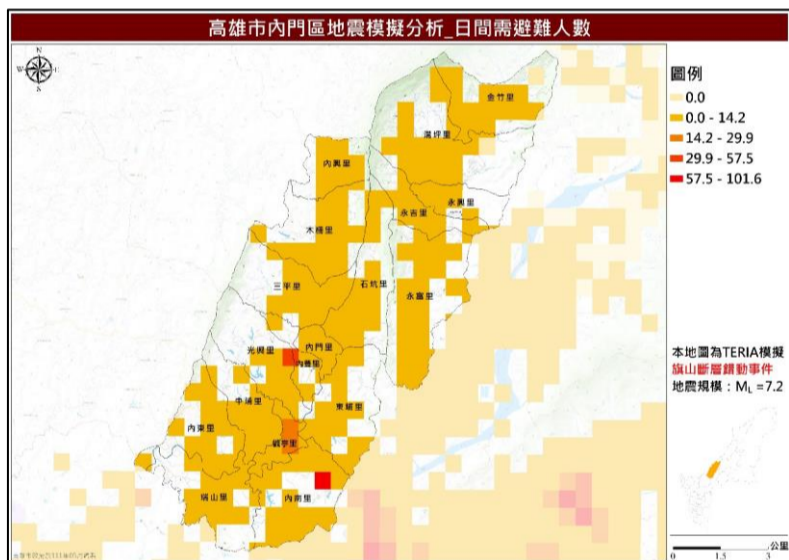 高雄市內門區地震模擬分析_日間需避難人數
N
圖例
0.0
0.0 - 14.2
14.2 - 29.9
29.9 - 57.5
57.5 - 101.6
金竹里
溝坪里
內興里
永興里
永吉里
木柵里
石坑里
三平里
永富里
內門里
光興里
內豐里
中埔里
東埔里
內東里
觀亭里
瑞山里
內南里
本地圖為TERIA模擬
旗山斷層錯動事件
地震規模：ML =7.2
公里
0 1.5 3